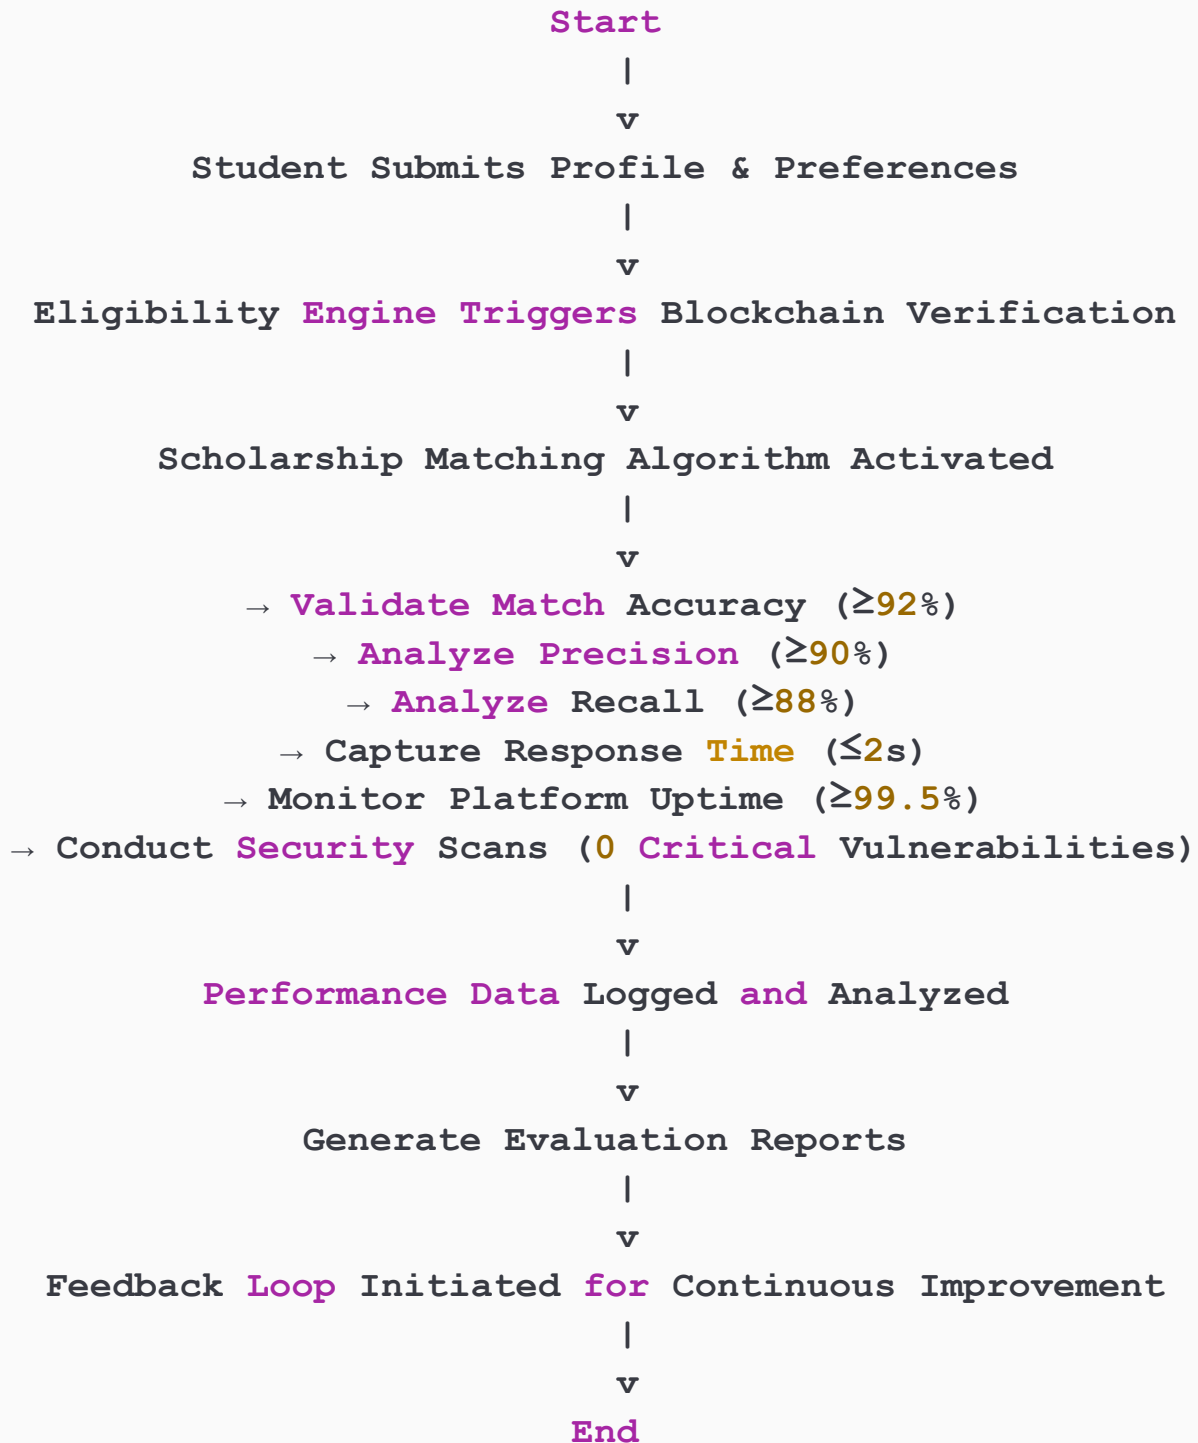 Start
|
v
Student Submits Profile & Preferences
|
v
Eligibility Engine Triggers Blockchain Verification
|
v
Scholarship Matching Algorithm Activated
|
v
→ Validate Match Accuracy (≥92%)
→ Analyze Precision (≥90%)
→ Analyze Recall (≥88%)
→ Capture Response Time (≤2s)
→ Monitor Platform Uptime (≥99.5%)
→ Conduct Security Scans (0 Critical Vulnerabilities)
|
v
Performance Data Logged and Analyzed
|
v
Generate Evaluation Reports
|
v
Feedback Loop Initiated for Continuous Improvement
|
v
End